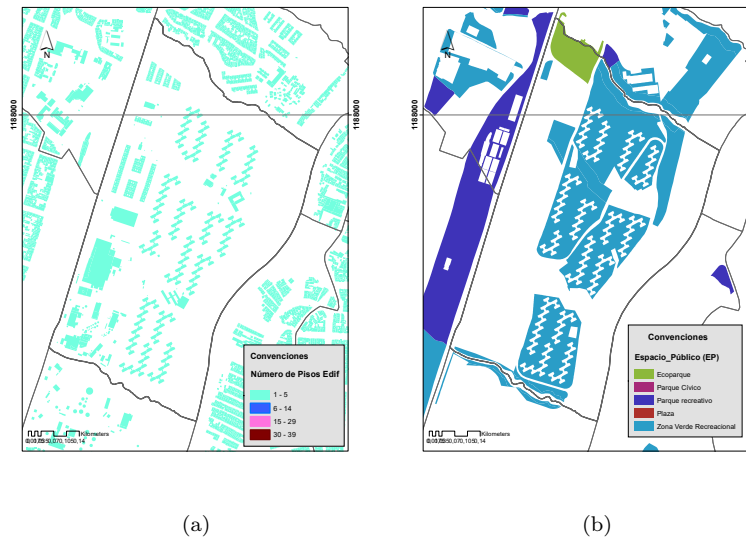 N
1188000
Convenciones
Número de Pisos Edif
1 - 5
6 - 14
15 - 29
30 - 39
Kilometers
(a)
N
1188000
Convenciones
Espacio_Público (EP)
Ecoparque
Parque Cívico
Parque recreativo
Plaza
Zona Verde Recreacional
Kilometers
(b)